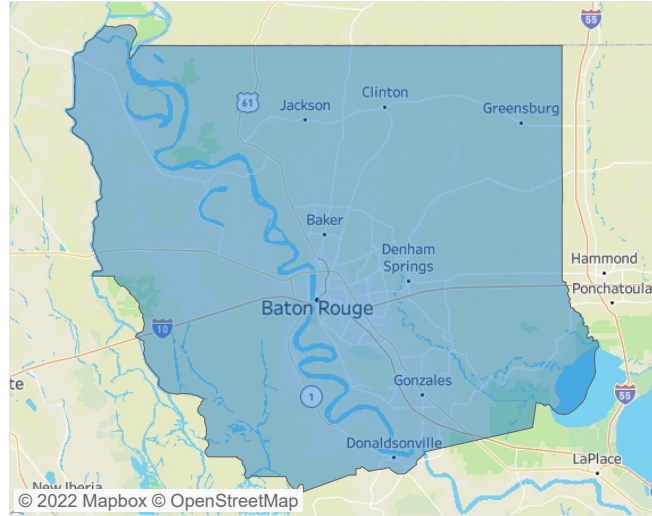 55
61
Jackson
Clinton
Greensburg
Baker
Denham
Springs
Hammond
Ponchatoula
Baton Rouge
10
te
Gonzales
55
1
Donaldsonville
LaPlace
New Iberia
© 2022 Mapbox © OpenStreetMap